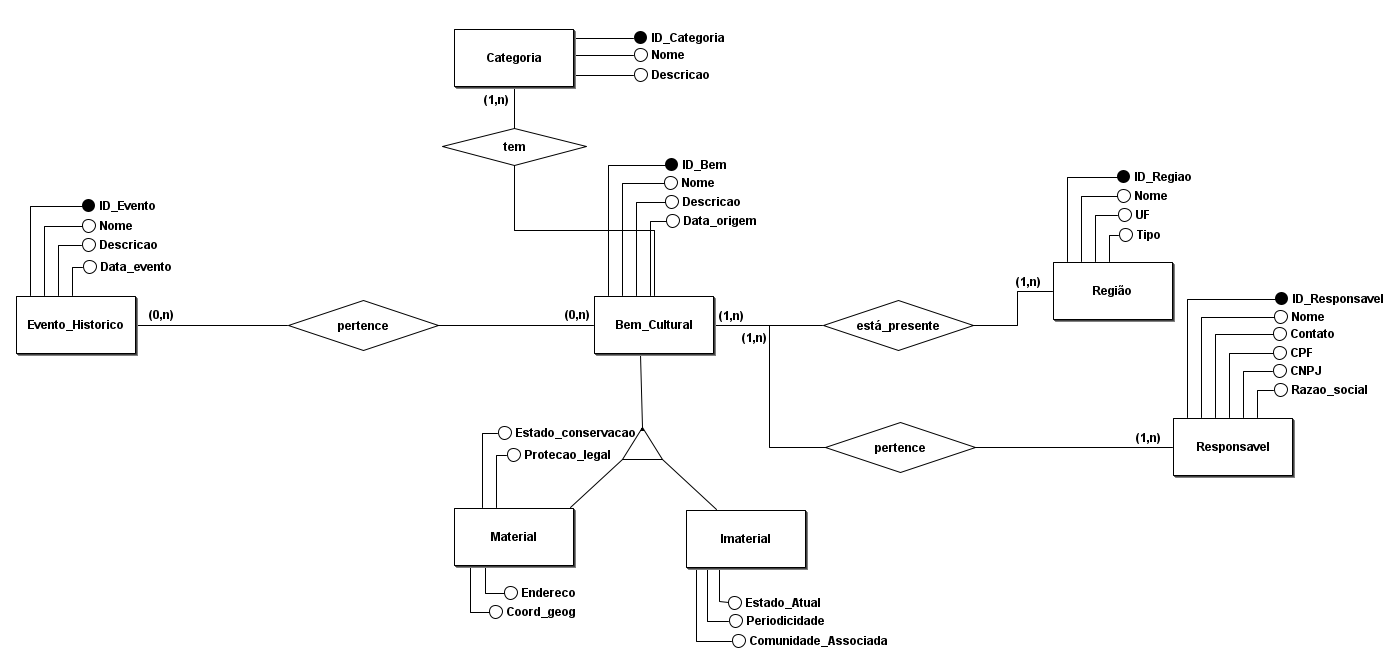 ID_Categoria
Categoria
Nome
Descricao
(1,n)
tem
ID_Bem
Nome
Descricao
Data_origem
ID_Regiao
Nome
UF
Tipo
ID_Evento
Nome
Descricao
Data_evento
(1,n)
Região
(0,n)
(0,n)
(1,n)
Evento_Historico
pertence
Bem_Cultural
está_presente
(1,n)
ID_Responsavel
Nome
Contato
CPF
CNPJ
Razao_social
Estado_conservacao
Protecao_legal
pertence
(1,n)
Responsavel
Material
Imaterial
Endereco
Coord_geog
Estado_Atual
Periodicidade
Comunidade_Associada